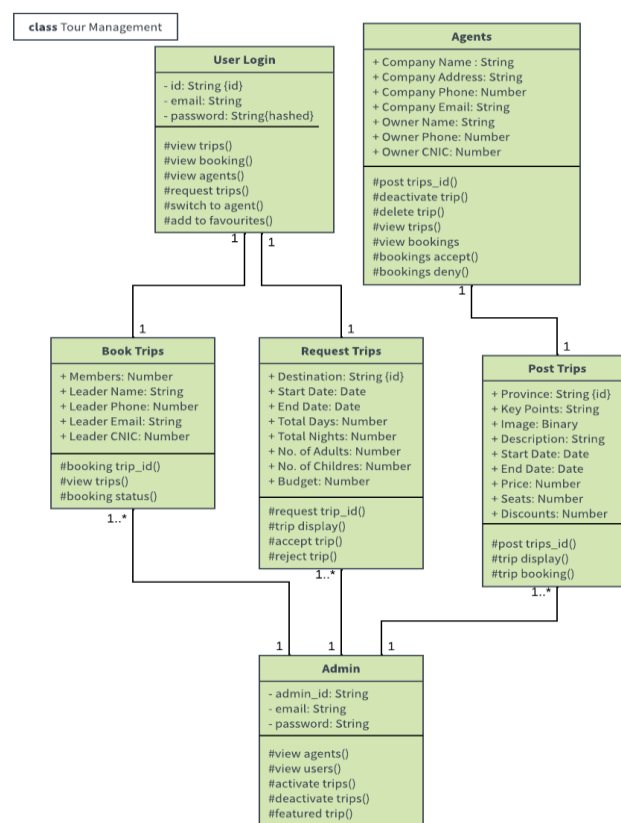 class Tour Management
User Login
- id: String {id}
- email: String
- password: String{hashed}
#view trips()
#view booking()
#view agents()
#request trips()
#switch to agent()
#add to favourites()
1
1
Agents
+ Company Name : String
+ Company Address: String
+ Company Phone: Number
+ Company Email: String
+ Owner Name: String
+ Owner Phone: Number
+ Owner CNIC: Number
#post trips_id()
#deactivate trip()
#delete trip()
#view trips()
#view bookings
#bookings accept()
#bookings deny()
1
1
Book Trips
+ Members: Number
+ Leader Name: String
+ Leader Phone: Number
+ Leader Email: String
+ Leader CNIC: Number
#booking trip_id()
#view trips()
#booking status()
1..*
1
Request Trips
+ Destination: String {id}
+ Start Date: Date
+ End Date: Date
+ Total Days: Number
+ Total Nights: Number
+ No. of Adults: Number
+ No. of Childres: Number
+ Budget: Number
#request trip_id()
#trip display()
#accept trip()
#reject trip()
1..*
1
Post Trips
+ Province: String {id}
+ Key Points: String
+ Image: Binary
+ Description: String
+ Start Date: Date
+ End Date: Date
+ Price: Number
+ Seats: Number
+ Discounts: Number
#post trips_id()
#trip display()
#trip booking()
1..*
1
1
1
Admin
- admin_id: String
- email: String
- password: String
#view agents()
#view users()
#activate trips()
#deactivate trips()
#featured trip()